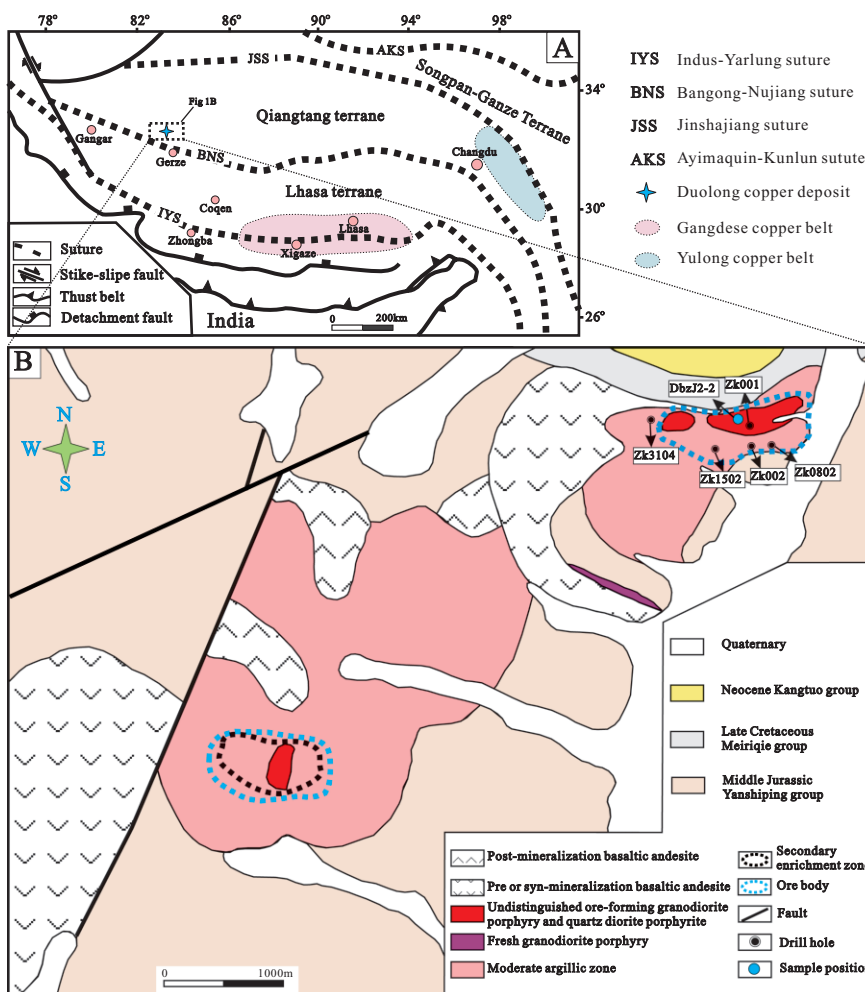 78° 82° 86° 90° 94° 98°
A
AKS
JSS
Songpan-Ganze Terrane
34°
Fig 1B
Qiangtang terrane
Gangar
Gerze
BNS
Changdu
Lhasa terrane
30°
Coqen
IYS
Zhongba
Lhasa
Xigaze
Suture
Stike-slipe fault
Thust belt
Detachment fault
India
0 200km
26°
IYS Indus-Yarlung suture
BNS Bangong-Nujiang suture
JSS Jinshajiang suture
AKS Ayimaquin-Kunlun sutute
Duolong copper deposit
Gangdese copper belt
Yulong copper belt
B
N
W E
S
DbzJ2-2 Zk001
Zk3104
Zk1502 Zk002 Zk0802
Quaternary
Neocene Kangtuo group
Late Cretaceous
Meiriqie group
Middle Jurassic
Yanshiping group
Post-mineralization basaltic andesite
Pre or syn-mineralization basaltic andesite
Undistinguished ore-forming granodiorite
porphyry and quartz diorite porphyrite
Fresh granodiorite porphyry
Moderate argillic zone
Secondary
enrichment zone
Ore body
Fault
Drill hole
Sample position
0 1000m